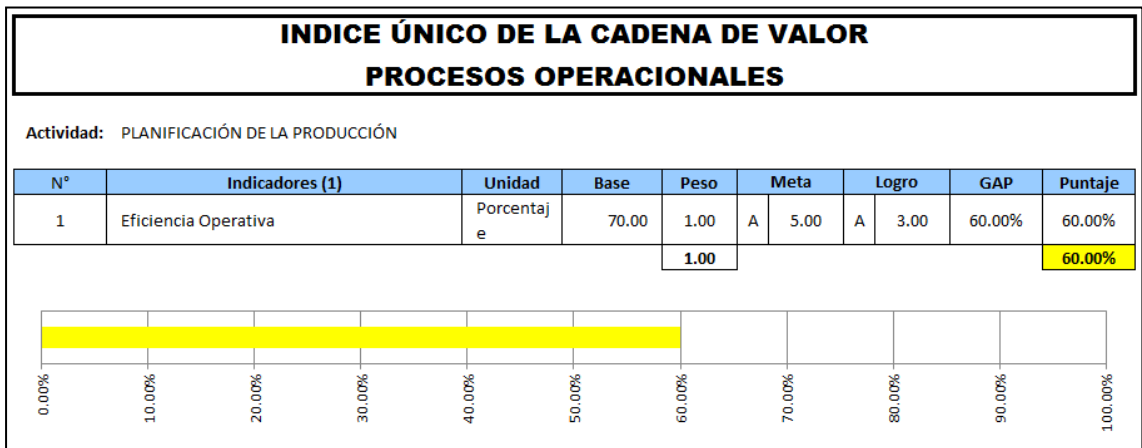 INDICE ÚNICO DE LA CADENA DE VALOR
PROCESOS OPERACIONALES
Actividad: PLANIFICACIÓN DE LA PRODUCCIÓN
N° Indicadores (1) Unidad Base Peso Meta Logro GAP Puntaje
1 Eficiencia Operativa Porcentaj
e 70.00 1.00 A 5.00 A 3.00 60.00% 60.00%
1.00 60.00%
0.00% 10.00% 20.00% 30.00% 40.00% 50.00% 60.00% 70.00% 80.00% 90.00% 100.00%